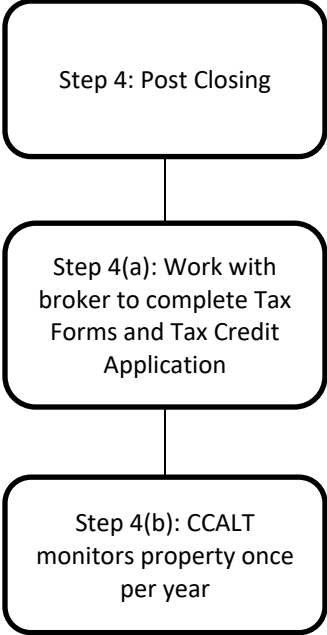 Step 4: Post Closing
Step 4(a): Work with
broker to complete Tax
Forms and Tax Credit
Application
Step 4(b): CCALT
monitors property once
per year